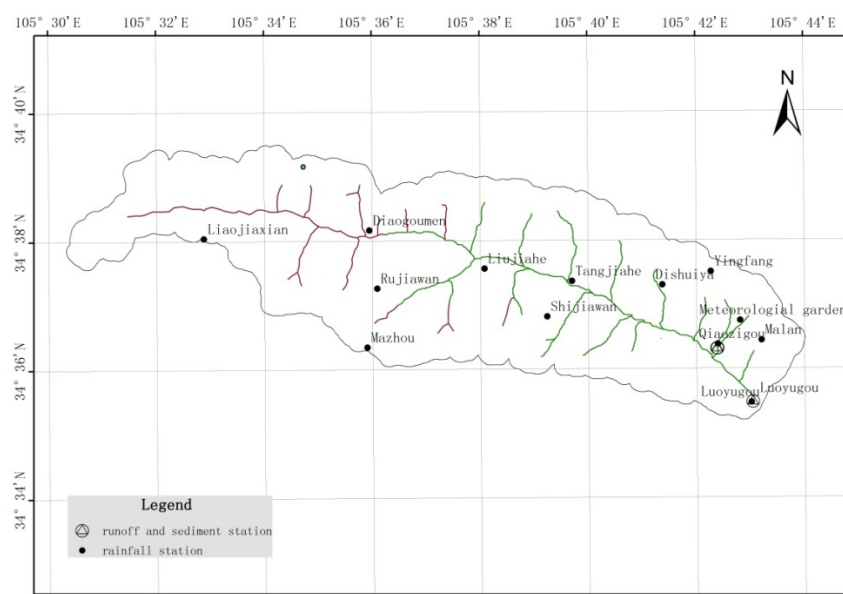 105° 30'E 105° 32'E 105° 34'E 105° 36'E 105° 38'E 105° 40'E 105° 42'E 105° 44'E
N
34° 40'N
34° 38'N
34° 36'N
34° 34'N
Liaojiaxian
Diaogoumen
Rujiawan
Mazhou
Liujiahe
Tangjiahe
Shijiawan
Dishuiya
Yingfang
Meteorologial garden
Qiaozigou
Malan
Luoyugou
Luoyugou
Legend
runoff and sediment station
rainfall station